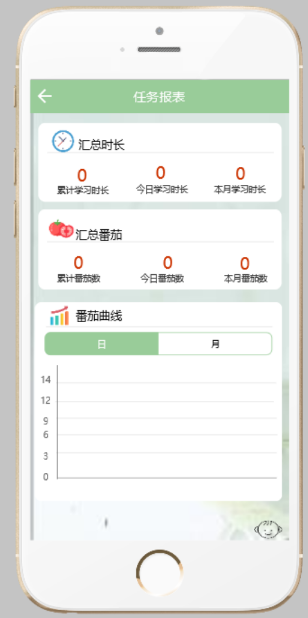 任务报表
汇总时长
0 0 0
累计学习时长 今日学习时长 本月学习时长
汇总番茄
0 0 0
累计番茄数 今日番茄数 本月番茄数
番茄曲线
日 月
14
12
9
6
3
0